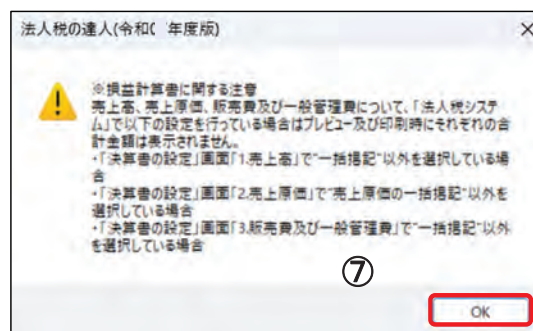 法人税の達人(令和〇年度版)
※損益計算書に関する注意
売上高、売上原価、販売費及び一般管理費について、「法人税システ
ム」で以下の設定を行っている場合はプレビュー及び印刷時にそれぞれの合
計金額は表示されません。
・「決算書の設定」画面「1.売上高」で"一括掲記"以外を選択している場
合
・「決算書の設定」画面「2.売上原価」で"売上原価の一括掲記"以外を
選択している場合
・「決算書の設定」画面「3.販売費及び一般管理費」で"一括掲記"以外
を選択している場合
⑦
OK